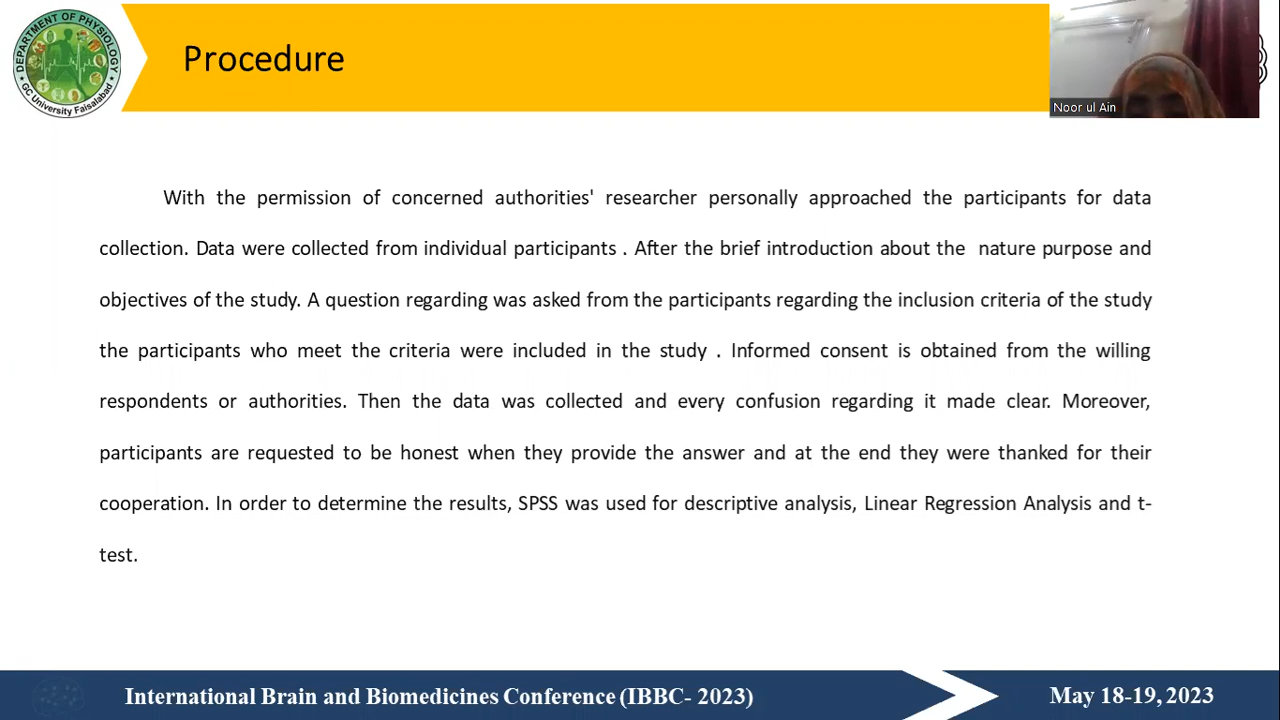 DEPARTMENT OF PHYSIOLOGY
GC University Faisalabad
Procedure
Noor ul Ain
With the permission of concerned authorities' researcher personally approached the participants for data
collection. Data were collected from individual participants . After the brief introduction about the  nature purpose and
objectives of the study. A question regarding was asked from the participants regarding the inclusion criteria of the study
the participants who meet the criteria were included in the study . Informed consent is obtained from the willing
respondents or authorities. Then the data was collected and every confusion regarding it made clear. Moreover,
participants are requested to be honest when they provide the answer and at the end they were thanked for their
cooperation. In order to determine the results, SPSS was used for descriptive analysis, Linear Regression Analysis and t-
test.
International Brain and Biomedicines Conference (IBBC- 2023)
May 18-19, 2023